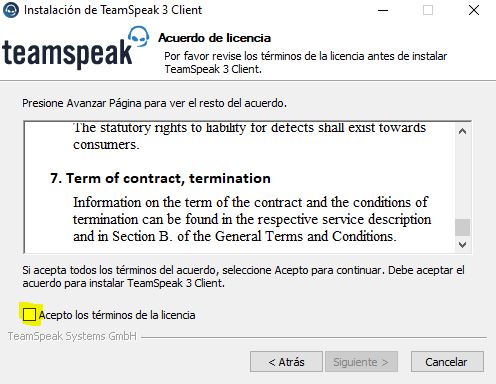 Instalación de TeamSpeak 3 Client
teamspeak
Acuerdo de licencia
Por favor revise los términos de la licencia antes de instalar
TeamSpeak 3 Client.
Presione Avanzar Página para ver el resto del acuerdo.
The statutory rights to liability for defects shall exist towards
consumers.
7. Term of contract, termination
Information on the term of the contract and the conditions of
termination can be found in the respective service description
and in Section B. of the General Terms and Conditions.
Si acepta todos los términos del acuerdo, seleccione Acepto para continuar. Debe aceptar el
acuerdo para instalar TeamSpeak 3 Client.
Acepto los términos de la licencia
TeamSpeak Systems GmbH
< Atrás
Siguiente >
Cancelar